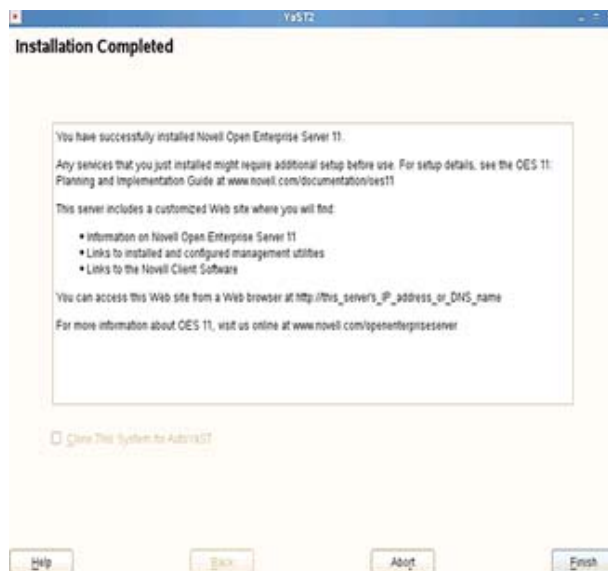 YaST2
Installation Completed
You have successfully installed Novell Open Enterprise Server 11.
Any services that you just installed might require additional setup before use. For setup details, see the OES 11:
Planning and Implementation Guide at www.novell.com/documentation/oes11
This server includes a customized Web site where you will find:
• Information on Novell Open Enterprise Server 11
• Links to installed and configured management utilities
• Links to the Novell Client Software
You can access this Web site from a Web browser at http://this_server's_IP_address_or_DNS_name
For more information about OES 11, visit us online at www.novell.com/openenterpriseserver
Clone This System for AutoYaST
Help
Back
Abort
Finish